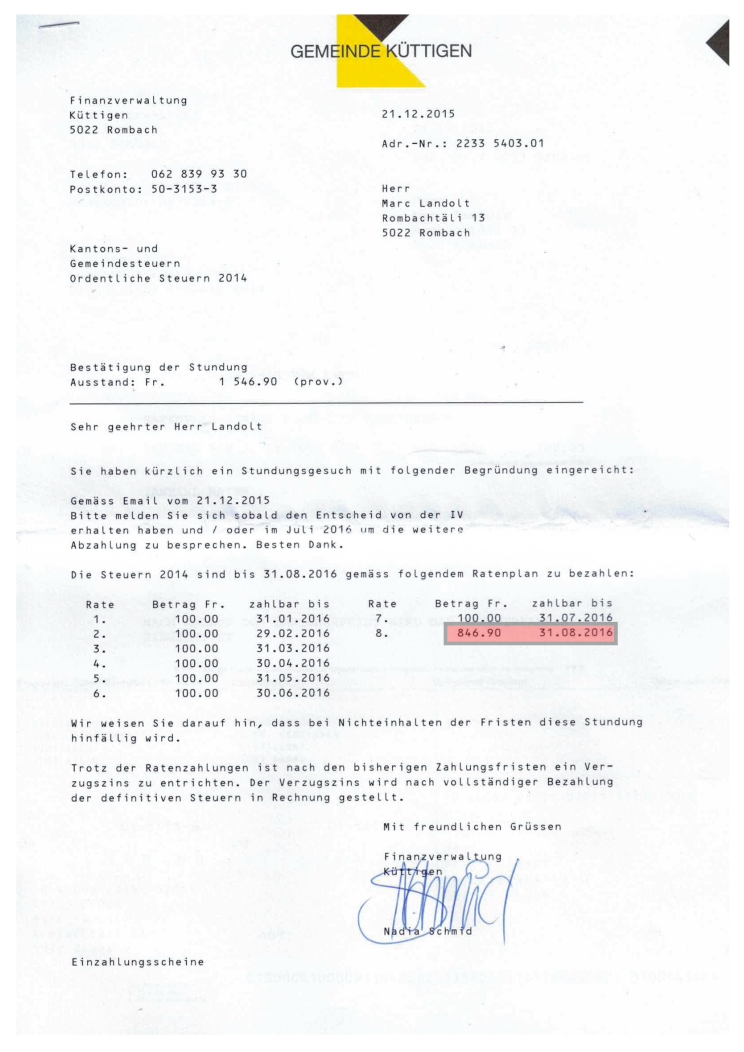 GEMEINDE KÜTTIGEN
Finanzverwaltung
Küttigen
5022 Rombach
21.12.2015
Adr.-Nr.: 2233 5403.01
Telefon: 062 839 93 30
Postkonto: 50-3153-3
Herr
Marc Landolt
Rombachtäli 13
5022 Rombach
Kantons- und
Gemeindesteuern
Ordentliche Steuern 2014
Bestätigung der Stundung
Ausstand: Fr. 1 546.90 (prov.)
Sehr geehrter Herr Landolt
Sie haben kürzlich ein Stundungsgesuch mit folgender Begründung eingereicht:
Gemäss Email vom 21.12.2015
Bitte melden Sie sich sobald den Entscheid von der IV
erhalten haben und / oder im Juli 2016 um die weitere
Abzahlung zu besprechen. Besten Dank.
Die Steuern 2014 sind bis 31.08.2016 gemäss folgendem Ratenplan zu bezahlen:
Rate Betrag Fr. zahlbar bis Rate Betrag Fr. zahlbar bis
1. 100.00 31.01.2016 7. 100.00 31.07.2016
2. 100.00 29.02.2016 8. 846.90 31.08.2016
3. 100.00 31.03.2016
4. 100.00 30.04.2016
5. 100.00 31.05.2016
6. 100.00 30.06.2016
Wir weisen Sie darauf hin, dass bei Nichteinhalten der Fristen diese Stundung
hinfällig wird.
Trotz der Ratenzahlungen ist nach den bisherigen Zahlungsfristen ein Ver-
zugszins zu entrichten. Der Verzugszins wird nach vollständiger Bezahlung
der definitiven Steuern in Rechnung gestellt.
Mit freundlichen Grüssen
Finanzverwaltung
Küttigen
Schmid
Nadia Schmid
Einzahlungsscheine